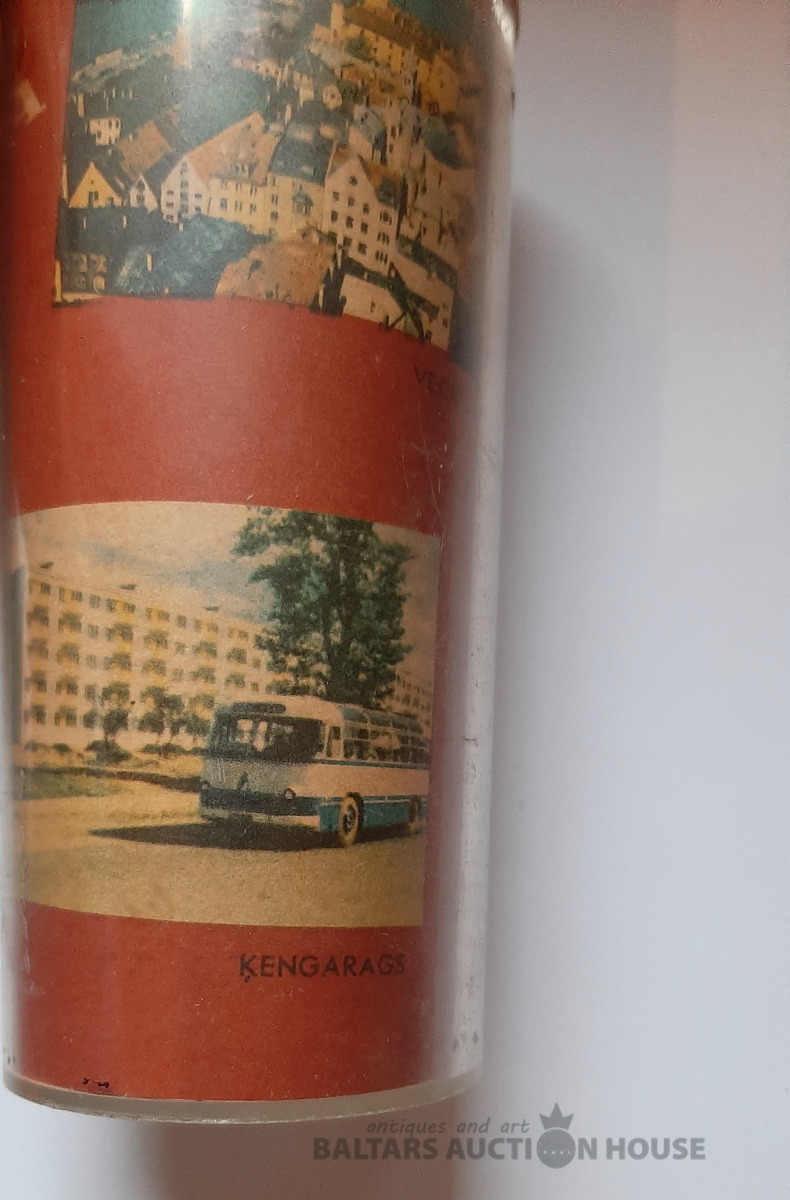 ĶENGARAGS
antiques and art
BALTARS AUCTION HOUSE